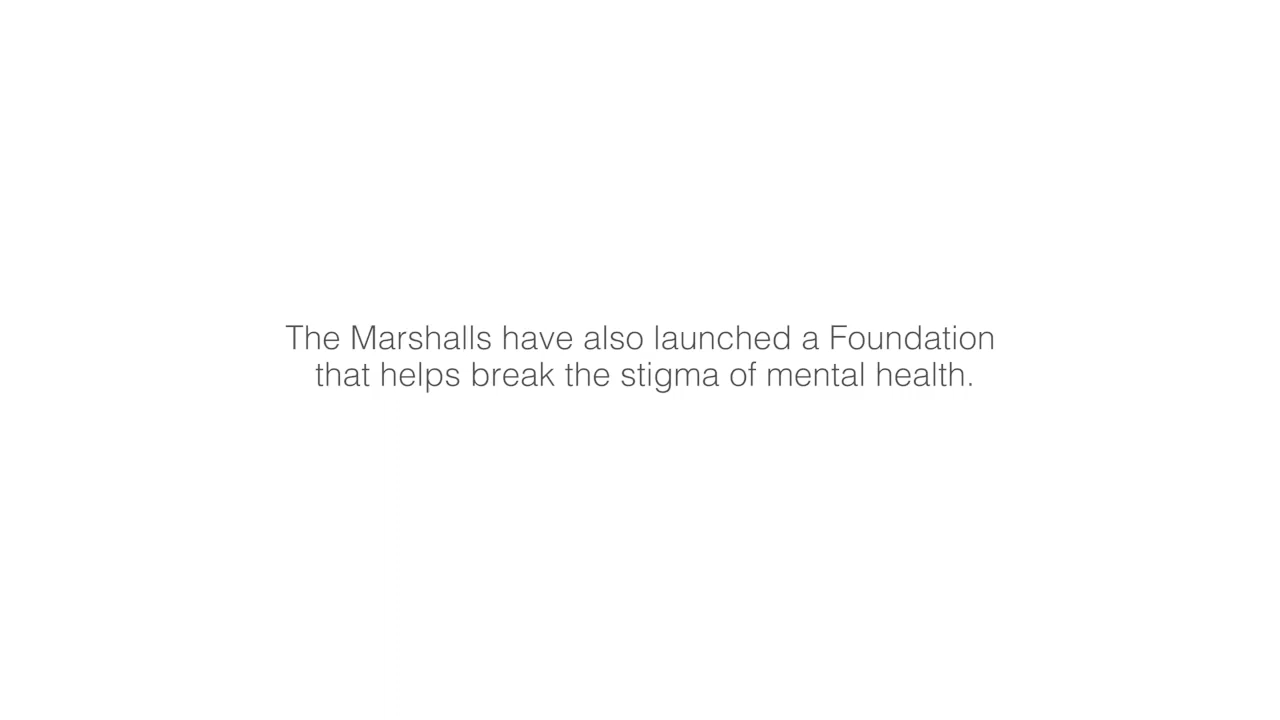 The Marshalls have also launched a Foundation
that helps break the stigma of mental health.